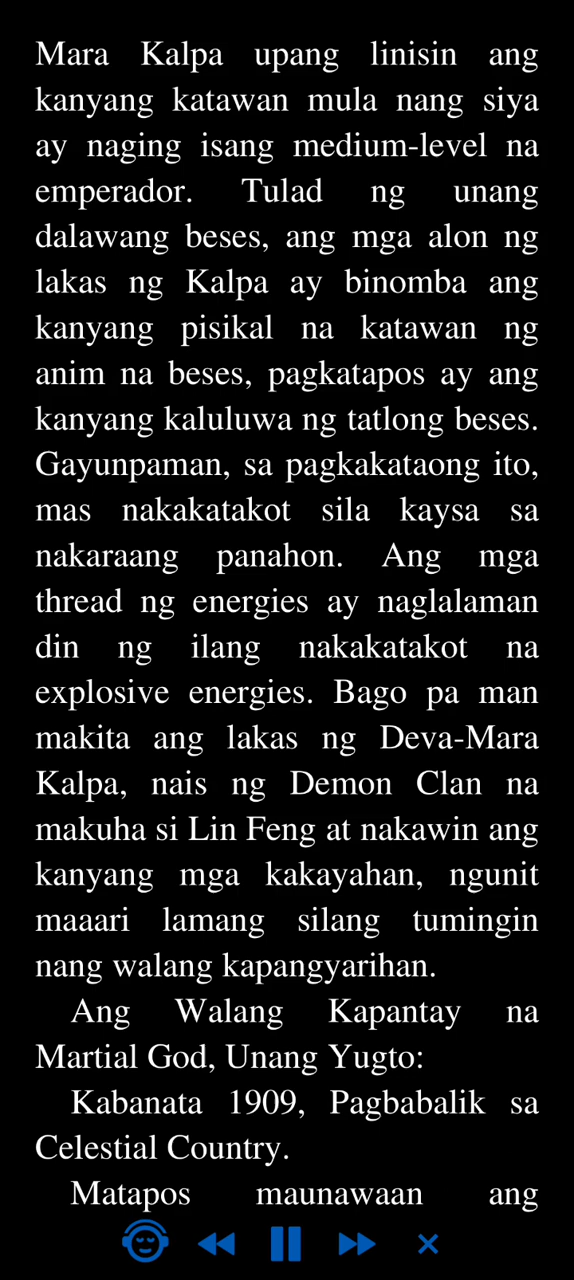 Mara Kalpa upang linisin ang
kanyang katawan mula nang siya
ay naging isang medium-level na
emperador. Tulad ng unang
dalawang beses, ang mga alon ng
lakas ng Kalpa ay binomba ang
kanyang pisikal na katawan ng
anim na beses, pagkatapos ay ang
kanyang kaluluwa ng tatlong beses.
Gayunpaman, sa pagkakataong ito,
mas nakakatakot sila kaysa sa
nakaraang panahon. Ang mga
thread ng energies ay naglalaman
din ng ilang nakakatakot na
explosive energies. Bago pa man
makita ang lakas ng Deva-Mara
Kalpa, nais ng Demon Clan na
makuha si Lin Feng at nakawin ang
kanyang mga kakayahan, ngunit
maaari lamang silang tumingin
nang walang kapangyarihan.
Ang Walang Kapantay na
Martial God, Unang Yugto:
Kabanata 1909, Pagbabalik sa
Celestial Country.
Matapos maunawaan ang